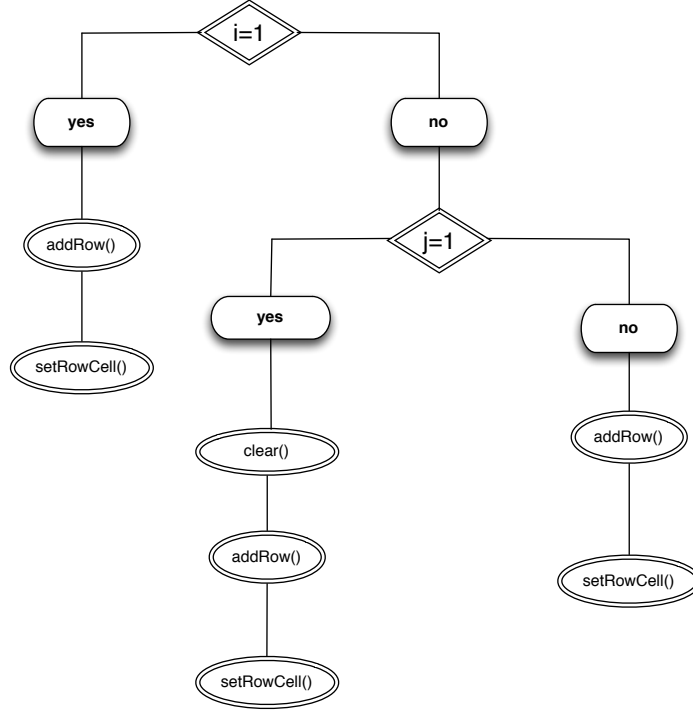 i=1
yes
no
addRow()
j=1
setRowCell()
yes
no
clear()
addRow()
addRow()
setRowCell()
setRowCell()